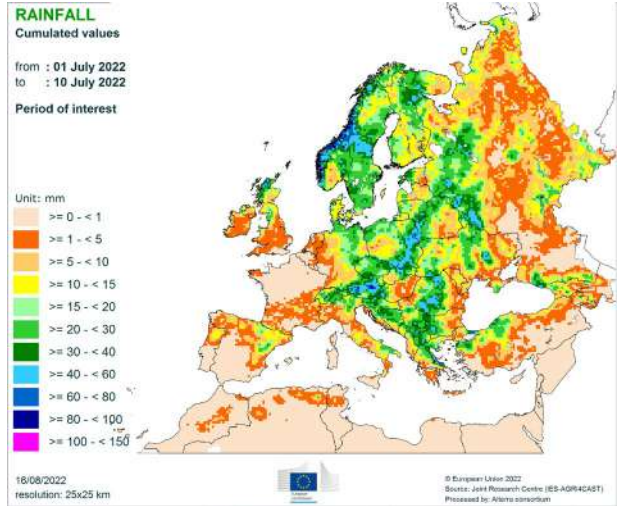 RAINFALL
Cumulated values
from : 01 July 2022
to : 10 July 2022
Period of interest
Unit: mm
>= 0 - < 1
>= 1 - < 5
>= 5 - < 10
>= 10 - < 15
>= 15 - < 20
>= 20 - < 30
>= 30 - < 40
>= 40 - < 60
>= 60 - < 80
>= 80 - < 100
>= 100 - < 150
16/08/2022
resolution: 25x25 km
© European Union 2022
Source: Joint Research Centre (IES-AGRI4CAST)
Processed by: Alterra consortium